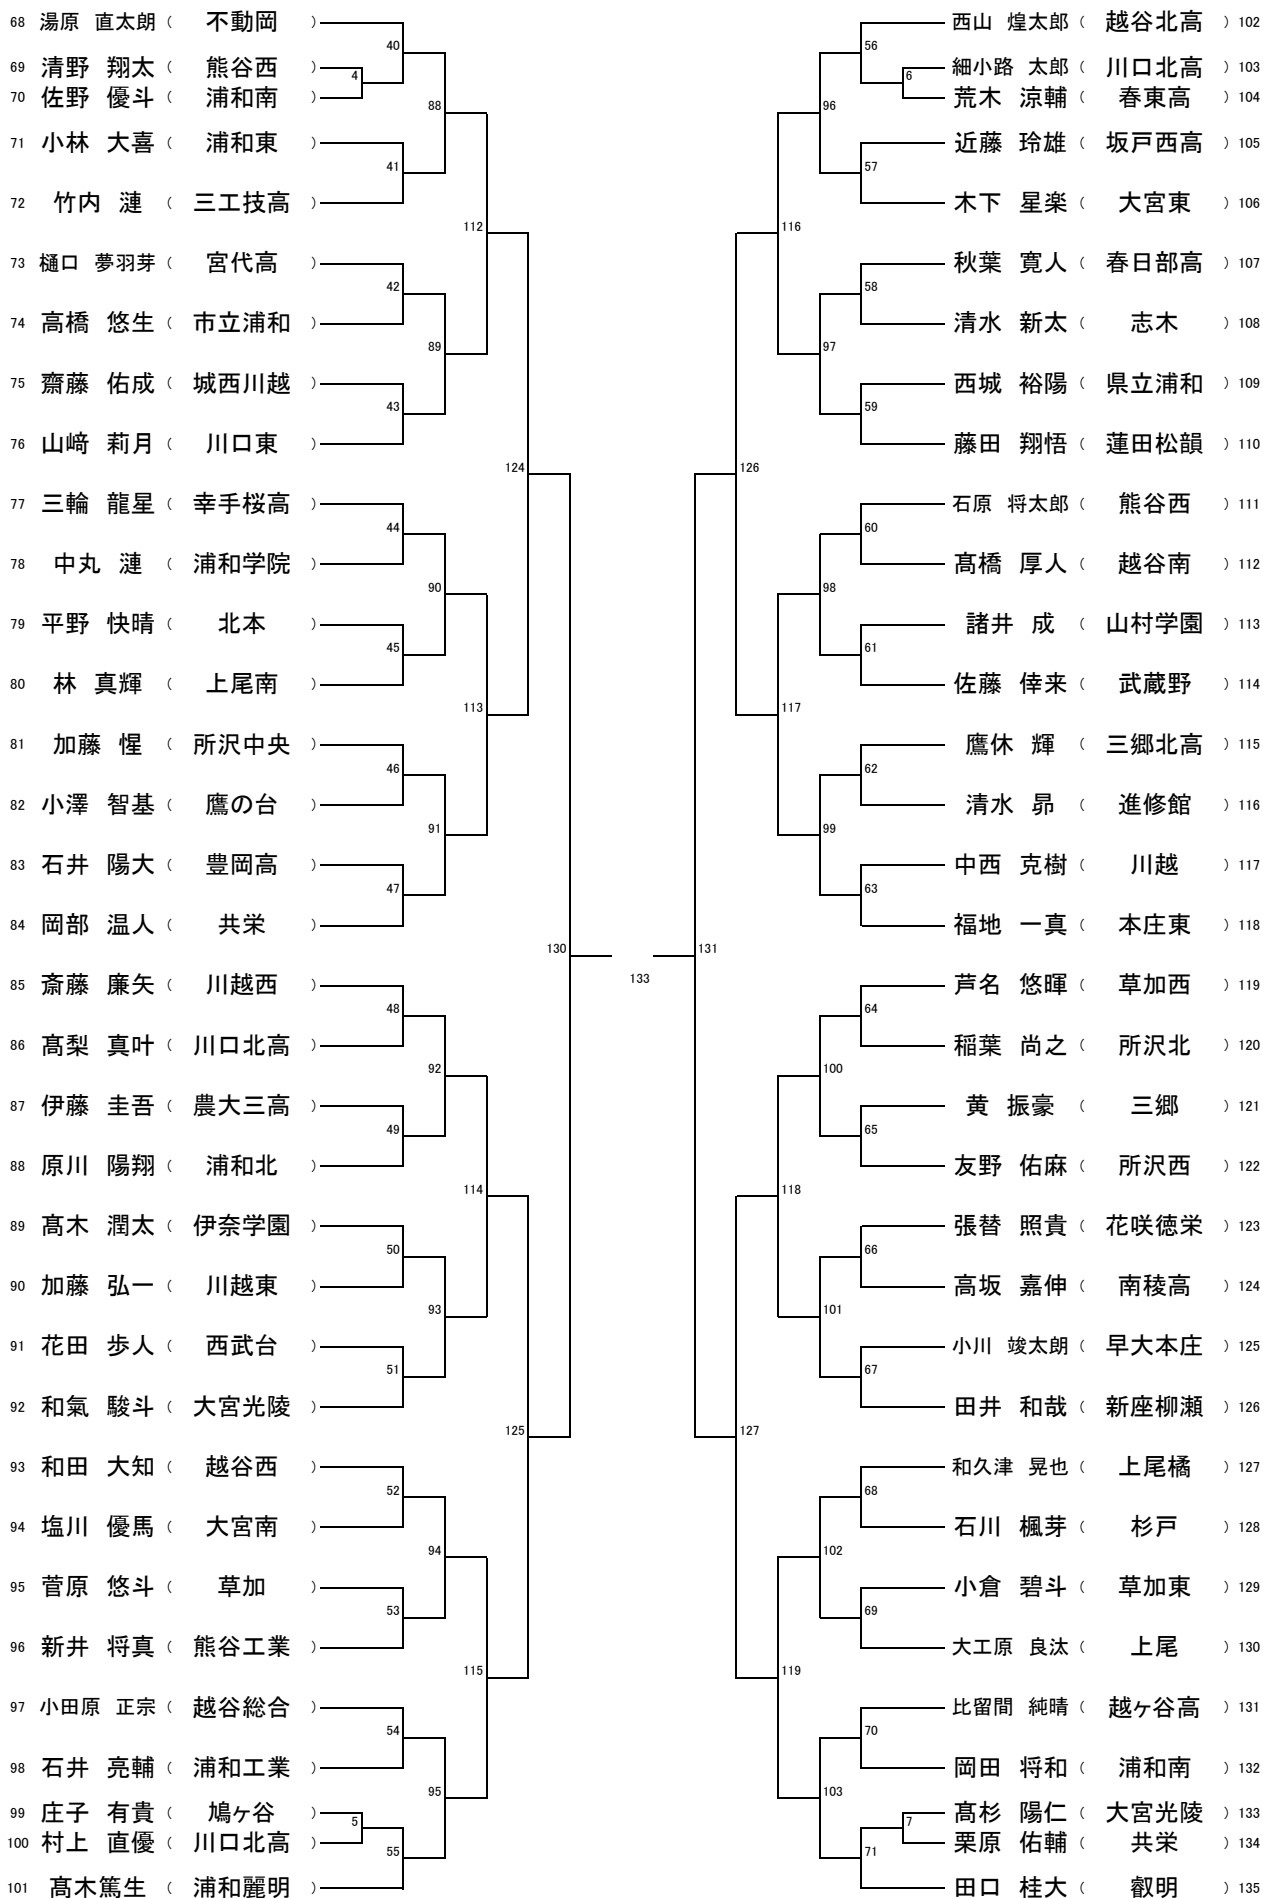 68 湯原 直太朗 ( 不動岡 )
69 清野 翔太 ( 熊谷西 )
70 佐野 優斗 ( 浦和南 )
71 小林 大喜 ( 浦和東 )
72 竹内 漣 ( 三工技高 )
73 樋口 夢羽芽 ( 宮代高 )
74 高橋 悠生 ( 市立浦和 )
75 齋藤 佑成 ( 城西川越 )
76 山﨑 莉月 ( 川口東 )
77 三輪 龍星 ( 幸手桜高 )
78 中丸 漣 ( 浦和学院 )
79 平野 快晴 ( 北本 )
80 林 真輝 ( 上尾南 )
81 加藤 惺 ( 所沢中央 )
82 小澤 智基 ( 鷹の台 )
83 石井 陽大 ( 豊岡高 )
84 岡部 温人 ( 共栄 )
85 斎藤 廉矢 ( 川越西 )
86 髙梨 真叶 ( 川口北高 )
87 伊藤 圭吾 ( 農大三高 )
88 原川 陽翔 ( 浦和北 )
89 髙木 潤太 ( 伊奈学園 )
90 加藤 弘一 ( 川越東 )
91 花田 歩人 ( 西武台 )
92 和氣 駿斗 ( 大宮光陵 )
93 和田 大知 ( 越谷西 )
94 塩川 優馬 ( 大宮南 )
95 菅原 悠斗 ( 草加 )
96 新井 将真 ( 熊谷工業 )
97 小田原 正宗 ( 越谷総合 )
98 石井 亮輔 ( 浦和工業 )
99 庄子 有貴 ( 鳩ヶ谷 )
100 村上 直優 ( 川口北高 )
101 髙木篤生 ( 浦和麗明 )
4
5
40
41
42
43
44
45
46
47
48
49
50
51
52
53
54
55
88
89
90
91
92
93
94
95
112
113
114
115
124
125
130
133
131
126
127
116
117
118
119
96
97
98
99
100
101
102
103
56
57
58
59
60
61
62
63
64
65
66
67
68
69
70
71
6
7
西山 煌太郎 ( 越谷北高 ) 102
細小路 太郎 ( 川口北高 ) 103
荒木 涼輔 ( 春東高 ) 104
近藤 玲雄 ( 坂戸西高 ) 105
木下 星楽 ( 大宮東 ) 106
秋葉 寛人 ( 春日部高 ) 107
清水 新太 ( 志木 ) 108
西城 裕陽 ( 県立浦和 ) 109
藤田 翔悟 ( 蓮田松韻 ) 110
石原 将太郎 ( 熊谷西 ) 111
髙橋 厚人 ( 越谷南 ) 112
諸井 成 ( 山村学園 ) 113
佐藤 倖来 ( 武蔵野 ) 114
鷹休 輝 ( 三郷北高 ) 115
清水 昴 ( 進修館 ) 116
中西 克樹 ( 川越 ) 117
福地 一真 ( 本庄東 ) 118
芦名 悠暉 ( 草加西 ) 119
稲葉 尚之 ( 所沢北 ) 120
黄 振豪 ( 三郷 ) 121
友野 佑麻 ( 所沢西 ) 122
張替 照貴 ( 花咲徳栄 ) 123
高坂 嘉伸 ( 南稜高 ) 124
小川 竣太朗 ( 早大本庄 ) 125
田井 和哉 ( 新座柳瀬 ) 126
和久津 晃也 ( 上尾橘 ) 127
石川 楓芽 ( 杉戸 ) 128
小倉 碧斗 ( 草加東 ) 129
大工原 良汰 ( 上尾 ) 130
比留間 純晴 ( 越ヶ谷高 ) 131
岡田 将和 ( 浦和南 ) 132
髙杉 陽仁 ( 大宮光陵 ) 133
栗原 佑輔 ( 共栄 ) 134
田口 桂大 ( 叡明 ) 135